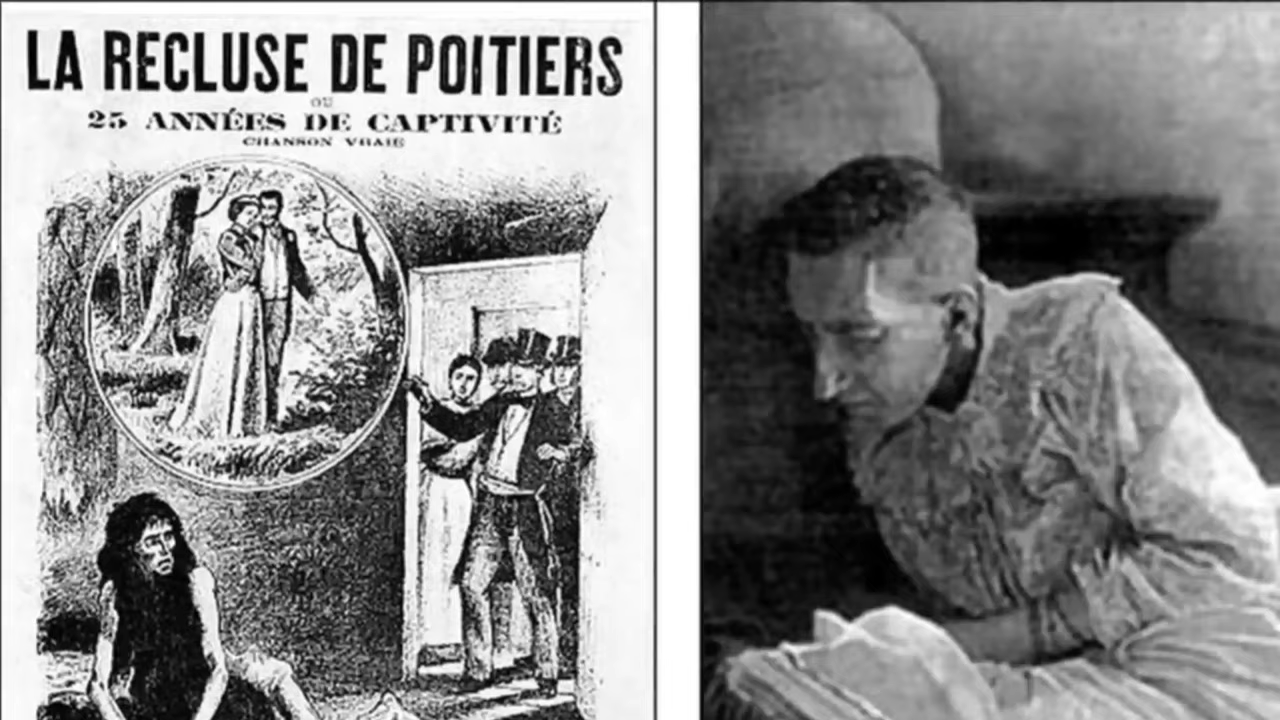 LA RECLUSE DE POITIERS
OU
25 ANNÉES DE CAPTIVITÉ
CHANSON VRAIE